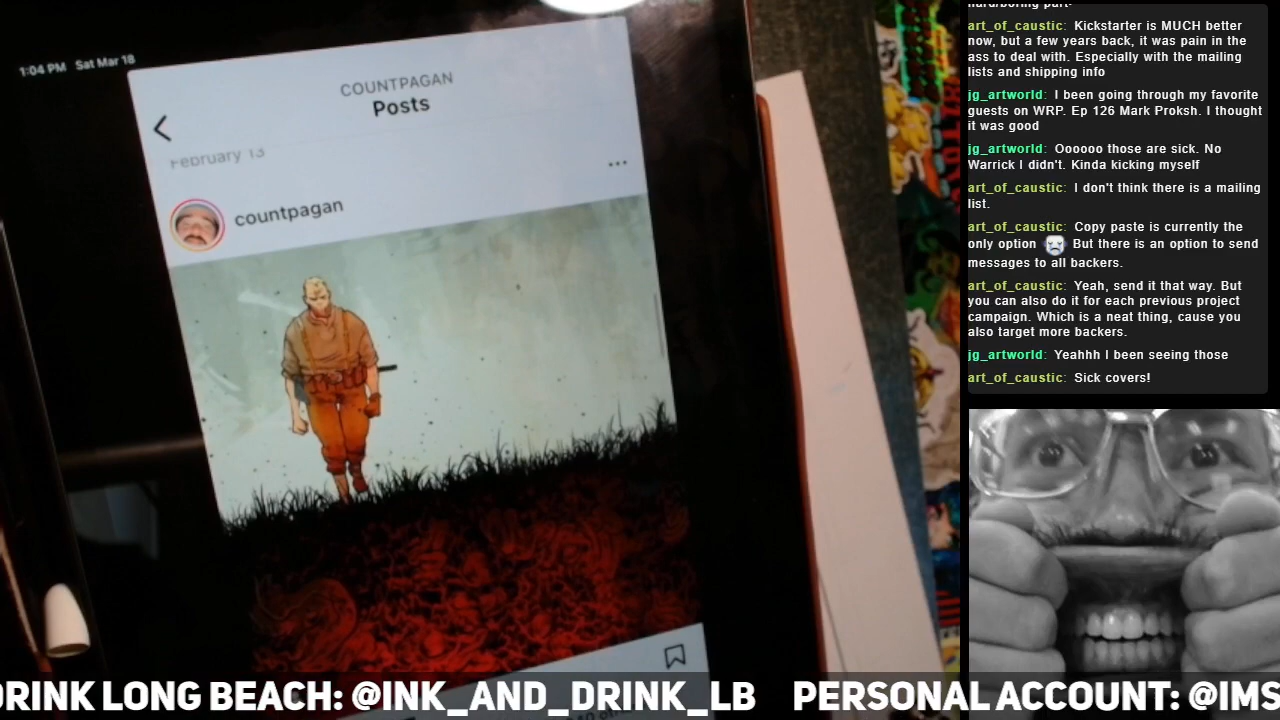 1:04 PM Sat Mar 18
COUNTPAGAN
Posts
February 13
countpagan
art_of_caustic: Kickstarter is MUCH better
now, but a few years back, it was pain in the
ass to deal with. Especially with the mailing
lists and shipping info
jg_artworld: I been going through my favorite
guests on WRP. Ep 126 Mark Proksh. I thought
it was good
jg_artworld: Oooooo those are sick. No
Warrick I didn't. Kinda kicking myself
art_of_caustic: I don't think there is a mailing
list.
art_of_caustic: Copy paste is currently the
only option But there is an option to send
messages to all backers.
art_of_caustic: Yeah, send it that way. But
you can also do it for each previous project
campaign. Which is a neat thing, cause you
also target more backers.
jg_artworld: Yeahhh I been seeing those
art_of_caustic: Sick covers!
DRINK LONG BEACH: @INK_AND_DRINK_LB PERSONAL ACCOUNT: @IMS